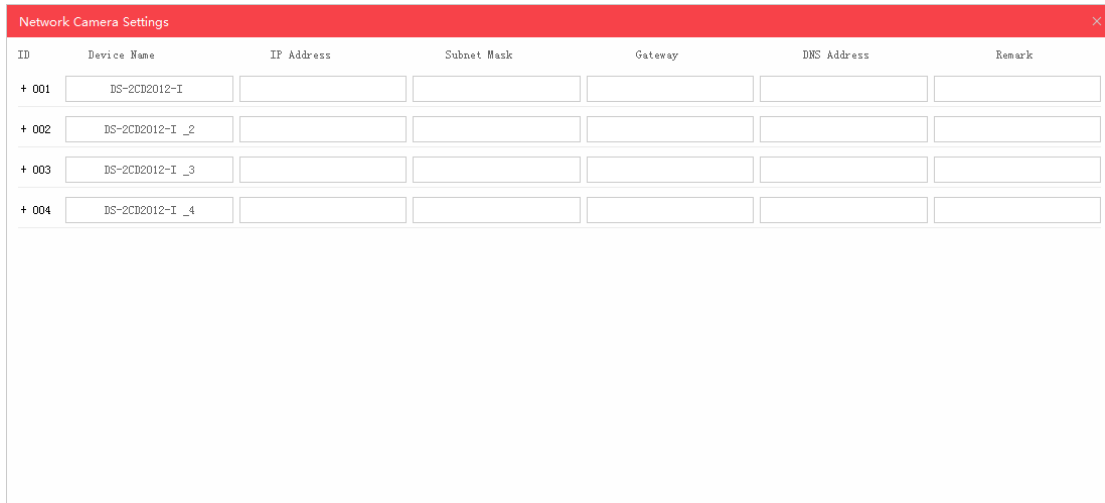 Network Camera Settings ×
ID Device Name IP Address Subnet Mask Gateway DNS Address Remark
+ 001 DS-2CD2012-I
+ 002 DS-2CD2012-I _2
+ 003 DS-2CD2012-I _3
+ 004 DS-2CD2012-I _4